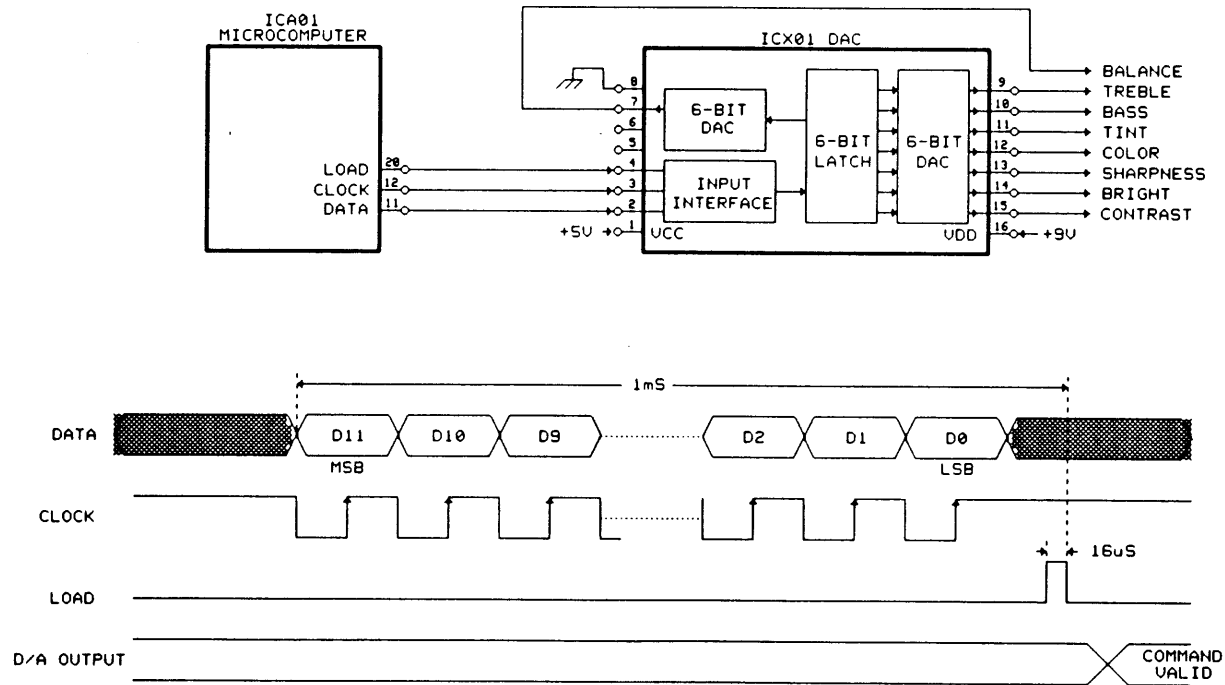 ICA01
MICROCOMPUTER
ICX01 DAC
8
7
6
5
4
3
2
1
6-BIT
DAC
INPUT
INTERFACE
6-BIT
LATCH
6-BIT
DAC
VCC
VDD
+5V
+9V
LOAD 20
CLOCK 12
DATA 11
BALANCE
9 TREBLE
10 BASS
11 TINT
12 COLOR
13 SHARPNESS
14 BRIGHT
15 CONTRAST
16
1mS
DATA
D11 D10 D9 D2 D1 D0
MSB LSB
CLOCK
16uS
LOAD
D/A OUTPUT
COMMAND
VALID